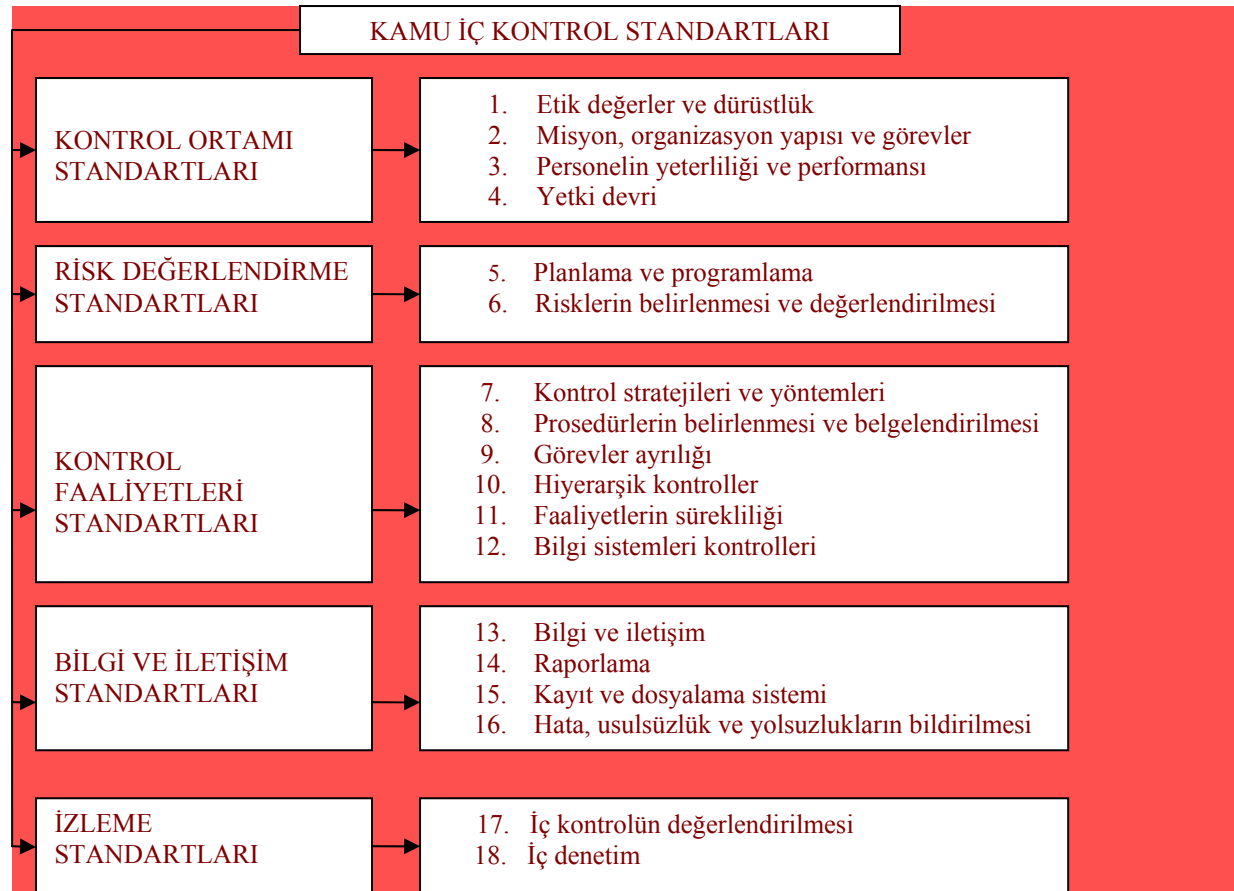 KAMU İÇ KONTROL STANDARTLARI
KONTROL ORTAMI
STANDARTLARI
1. Etik değerler ve dürüstlük
2. Misyon, organizasyon yapısı ve görevler
3. Personelin yeterliliği ve performansı
4. Yetki devri
RİSK DEĞERLENDİRME
STANDARTLARI
5. Planlama ve programlama
6. Risklerin belirlenmesi ve değerlendirilmesi
KONTROL
FAALİYETLERİ
STANDARTLARI
7. Kontrol stratejileri ve yöntemleri
8. Prosedürlerin belirlenmesi ve belgelendirilmesi
9. Görevler ayrılığı
10. Hiyerarşik kontroller
11. Faaliyetlerin sürekliliği
12. Bilgi sistemleri kontrolleri
BİLGİ VE İLETİŞİM
STANDARTLARI
13. Bilgi ve iletişim
14. Raporlama
15. Kayıt ve dosyalama sistemi
16. Hata, usulsüzlük ve yolsuzlukların bildirilmesi
İZLEME
STANDARTLARI
17. İç kontrolün değerlendirilmesi
18. İç denetim